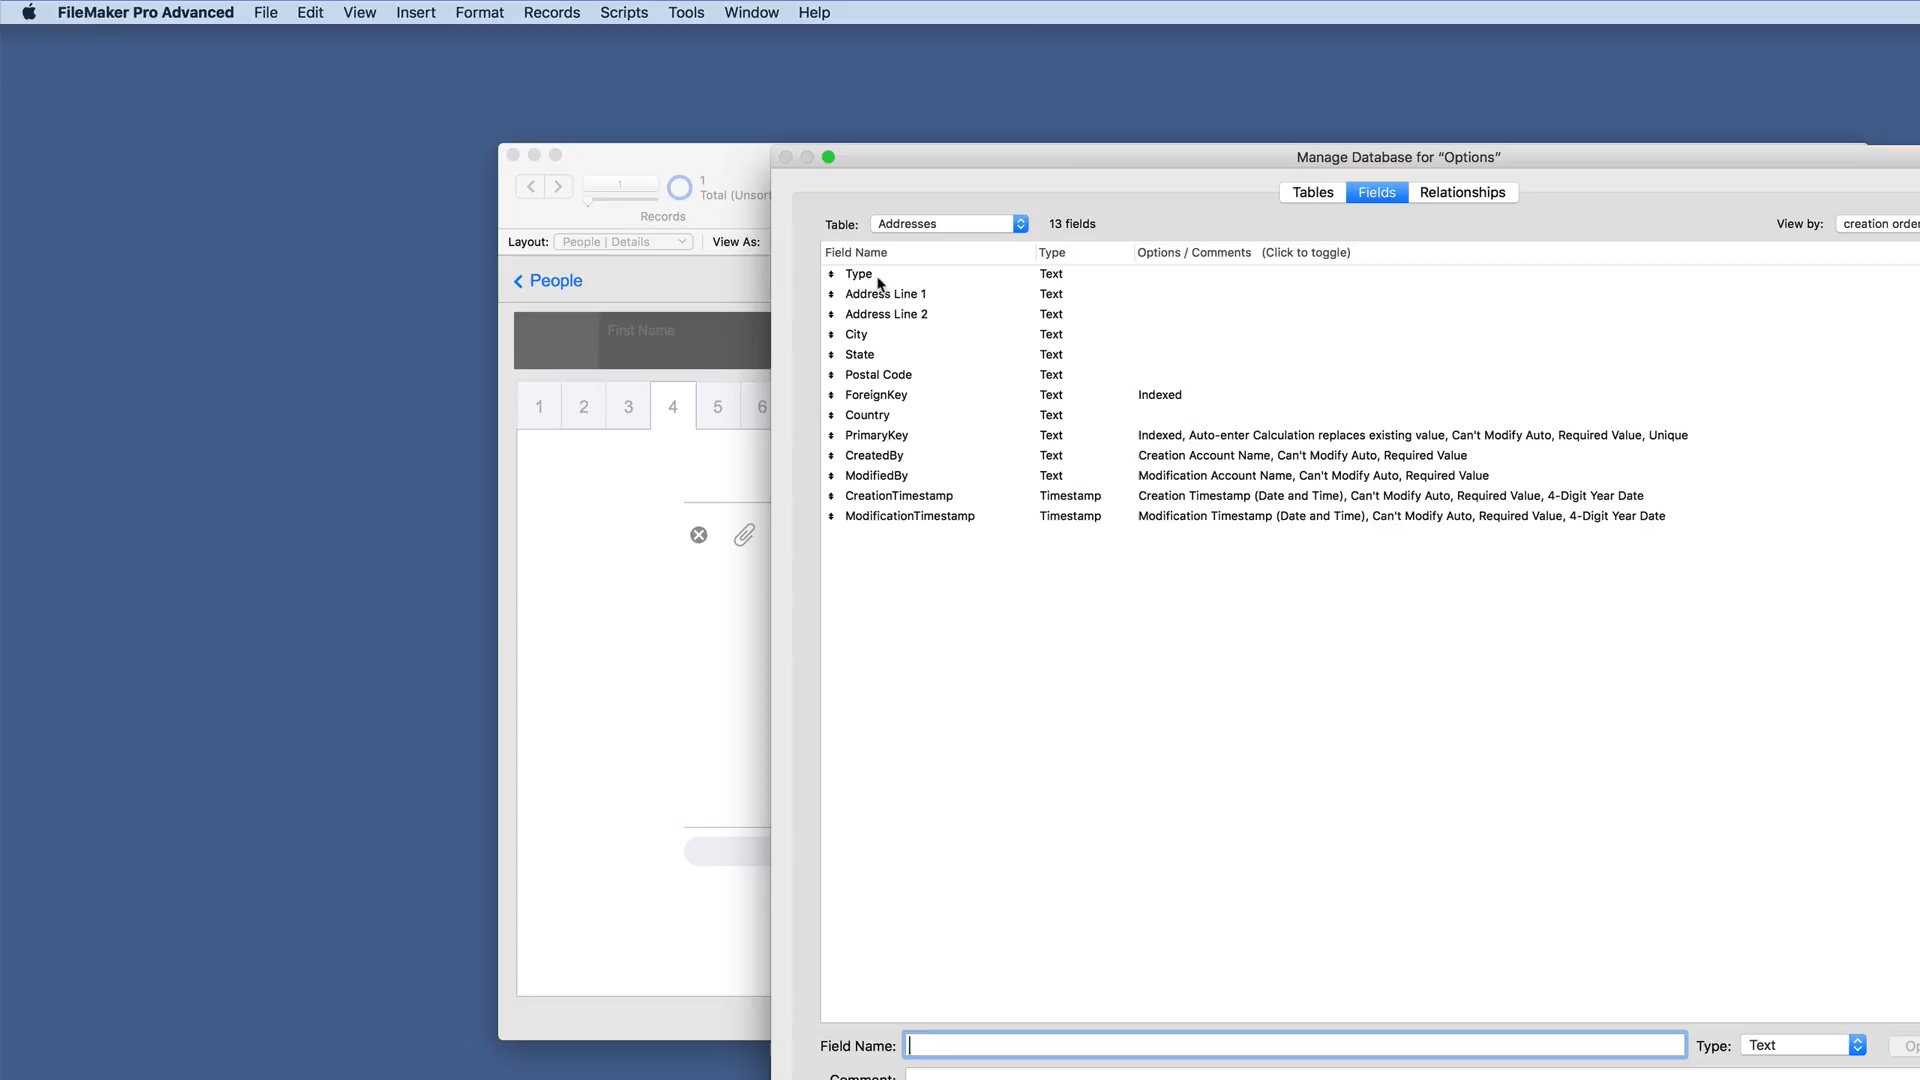 FileMaker Pro Advanced File Edit View Insert Format Records Scripts Tools Window Help
Manage Database for “Options”
Tables Fields Relationships
1
Total (Unsort
Records
Layout: People | Details View As:
People
First Name
1 2 3 4 5 6
Table: Addresses 13 fields View by: creation order
Field Name Type Options / Comments (Click to toggle)
Type Text
Address Line 1 Text
Address Line 2 Text
City Text
State Text
Postal Code Text
ForeignKey Text Indexed
Country Text
PrimaryKey Text Indexed, Auto-enter Calculation replaces existing value, Can't Modify Auto, Required Value, Unique
CreatedBy Text Creation Account Name, Can't Modify Auto, Required Value
ModifiedBy Text Modification Account Name, Can't Modify Auto, Required Value
CreationTimestamp Timestamp Creation Timestamp (Date and Time), Can't Modify Auto, Required Value, 4-Digit Year Date
ModificationTimestamp Timestamp Modification Timestamp (Date and Time), Can't Modify Auto, Required Value, 4-Digit Year Date
Field Name: Type: Text Op
Comment: